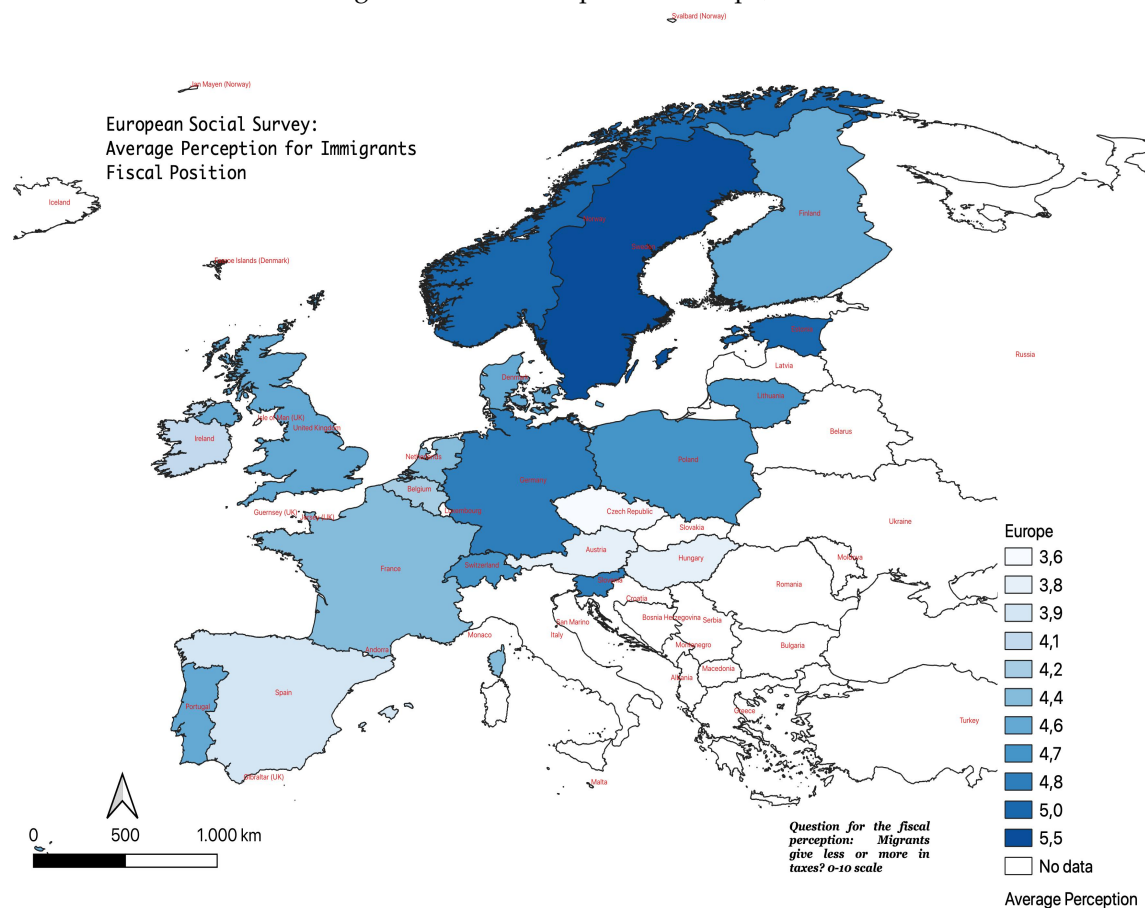 Svalbard (Norway)
Jan Mayen (Norway)
European Social Survey:
Average Perception for Immigrants
Fiscal Position
Iceland
Finland
Norway
Sweden
Faroe Islands (Denmark)
Estonia
Russia
Latvia
Denmark
Lithuania
Isle of Man (UK)
United Kingdom
Ireland
Belarus
Netherlands
Poland
Germany
Belgium
Guernsey (UK)
Jersey (UK)
Luxembourg
Czech Republic
Slovakia
Ukraine
Austria
Hungary
Moldova
France
Switzerland
Slovenia
Romania
Croatia
San Marino
Bosnia Herzegovina
Serbia
Monaco
Italy
Andorra
Montenegro
Bulgaria
Macedonia
Albania
Spain
Portugal
Greece
Turkey
Gibraltar (UK)
Malta
Europe
3,6
3,8
3,9
4,1
4,2
4,4
4,6
4,7
4,8
5,0
5,5
No data
Average Perception
0 500 1.000 km
Question for the fiscal
perception: Migrants
give less or more in
taxes? 0-10 scale